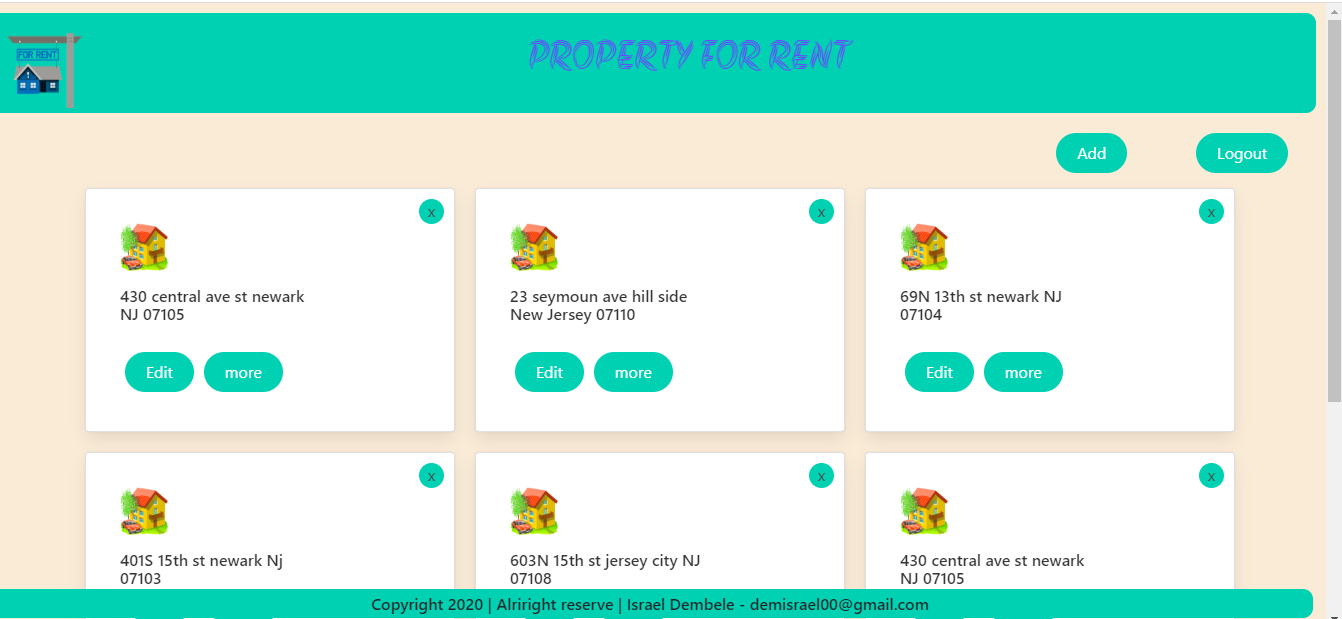 FOR RENT
PROPERTY FOR RENT
Add
Logout
x
x
x
430 central ave st newark
NJ 07105
23 seymoun ave hill side
New Jersey 07110
69N 13th st newark NJ
07104
Edit
more
Edit
more
Edit
more
x
x
x
401S 15th st newark Nj
07103
603N 15th st jersey city NJ
07108
430 central ave st newark
NJ 07105
Copyright 2020 | Alriright reserve | Israel Dembele - demisrael00@gmail.com